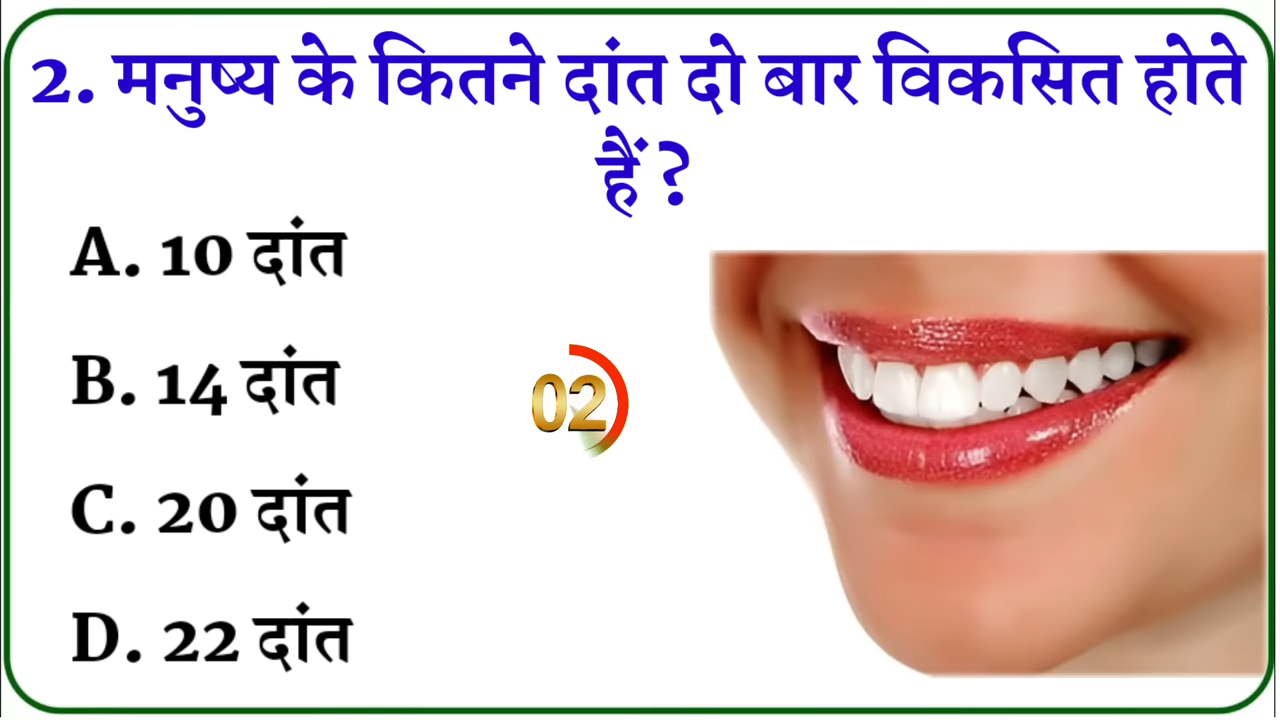 2. मनुष्य के कितने दांत दो बार विकसित होते
हैं ?
A. 10 दांत
B. 14 दांत
02
C. 20 दांत
D. 22 दांत